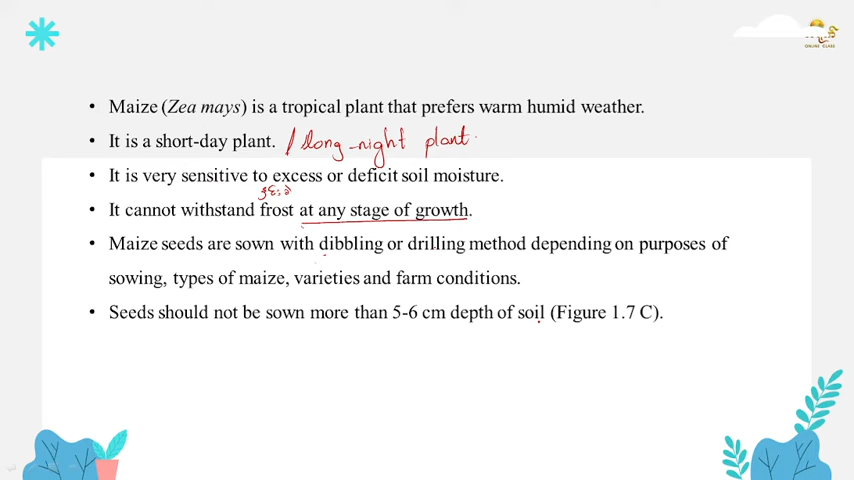 • Maize (Zea mays) is a tropical plant that prefers warm humid weather.
• It is a short-day plant. / long-night plant.
• It is very sensitive to excess or deficit soil moisture.
• It cannot withstand frost at any stage of growth.
• Maize seeds are sown with dibbling or drilling method depending on purposes of
sowing, types of maize, varieties and farm conditions.
• Seeds should not be sown more than 5-6 cm depth of soil (Figure 1.7 C).
ONLINE CLASS